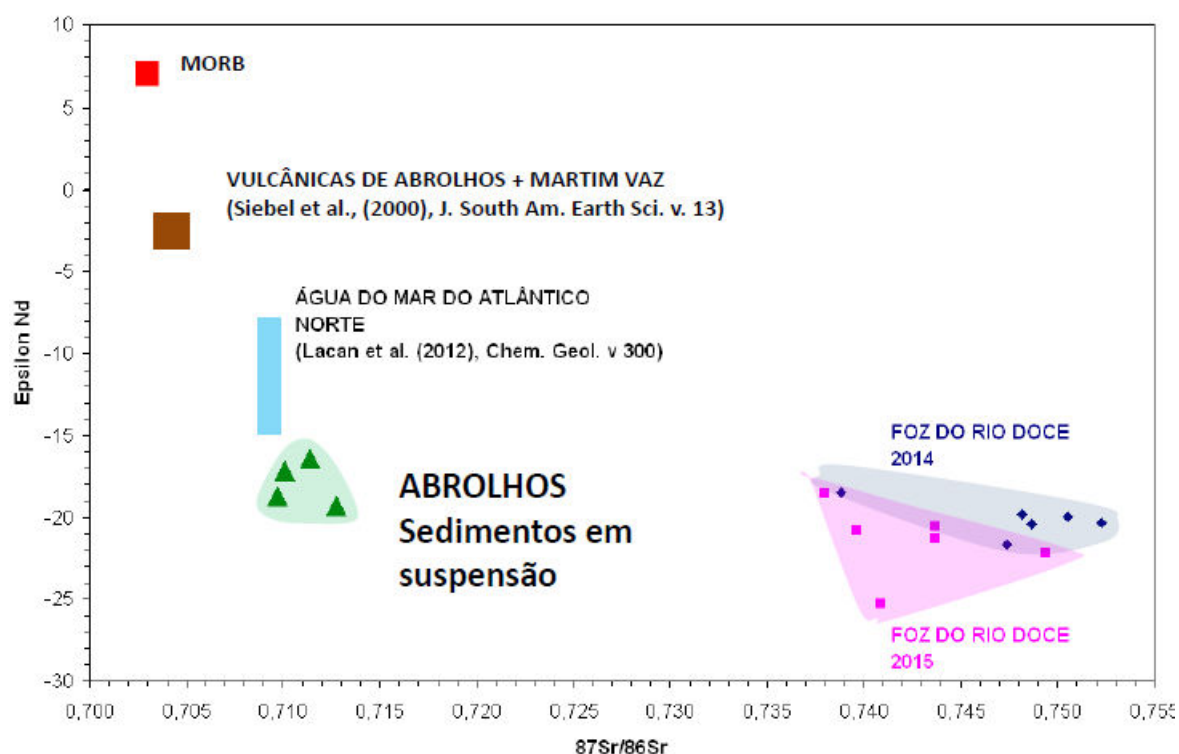 10
MORB
5
VULCÂNICAS DE ABROLHOS + MARTIM VAZ
(Siebel et al., (2000), J. South Am. Earth Sci. v. 13)
0
-5
ÁGUA DO MAR DO ATLÂNTICO
NORTE
(Lacan et al. (2012), Chem. Geol. v 300)
Epsilon Nd
-10
-15
FOZ DO RIO DOCE
2014
ABROLHOS
Sedimentos em
suspensão
-20
-25
FOZ DO RIO DOCE
2015
-30
0,700 0,705 0,710 0,715 0,720 0,725 0,730 0,735 0,740 0,745 0,750 0,755
87Sr/86Sr